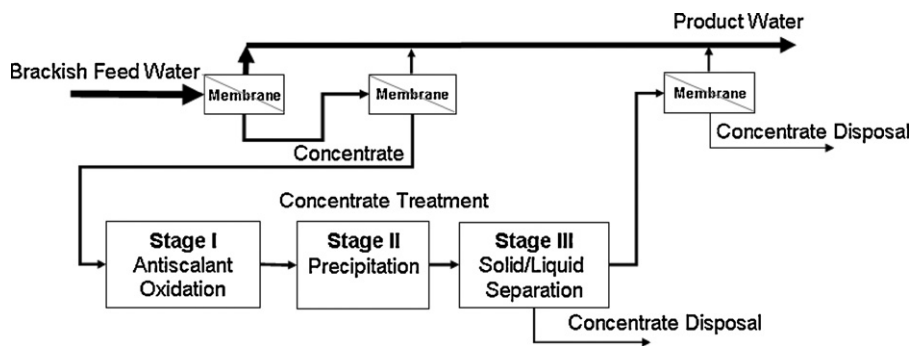 Product Water
Brackish Feed Water
Membrane
Membrane
Membrane
Concentrate Disposal
Concentrate
Concentrate Treatment
Stage I
Antiscalant
Oxidation
Stage II
Precipitation
Stage III
Solid/Liquid
Separation
Concentrate Disposal